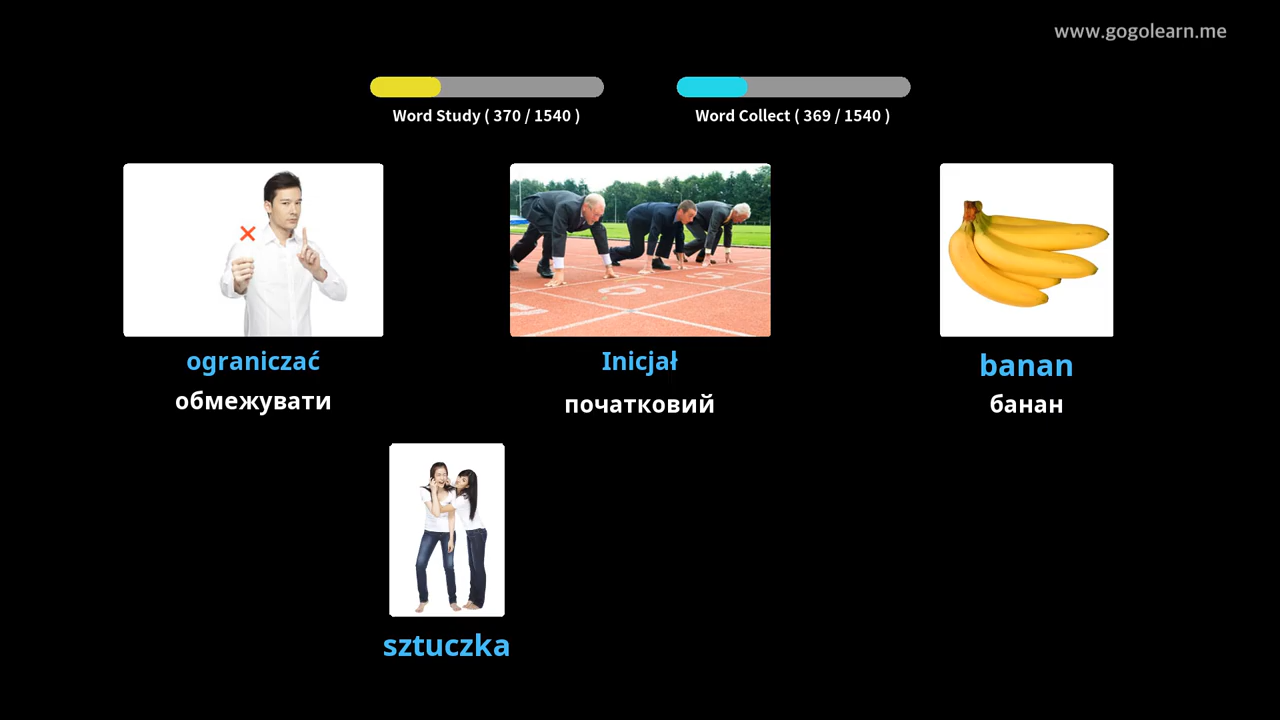 www.gogolearn.me
Word Study ( 370 / 1540 )
Word Collect ( 369 / 1540 )
ograniczać
обмежувати
Inicjał
початковий
banan
банан
sztuczka